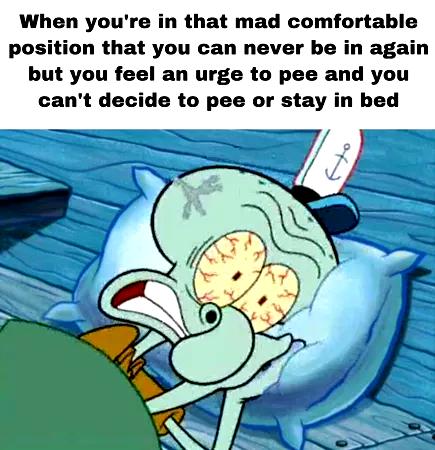 When you're in that mad comfortable
position that you can never be in again
but you feel an urge to pee and you
can't decide to pee or stay in bed